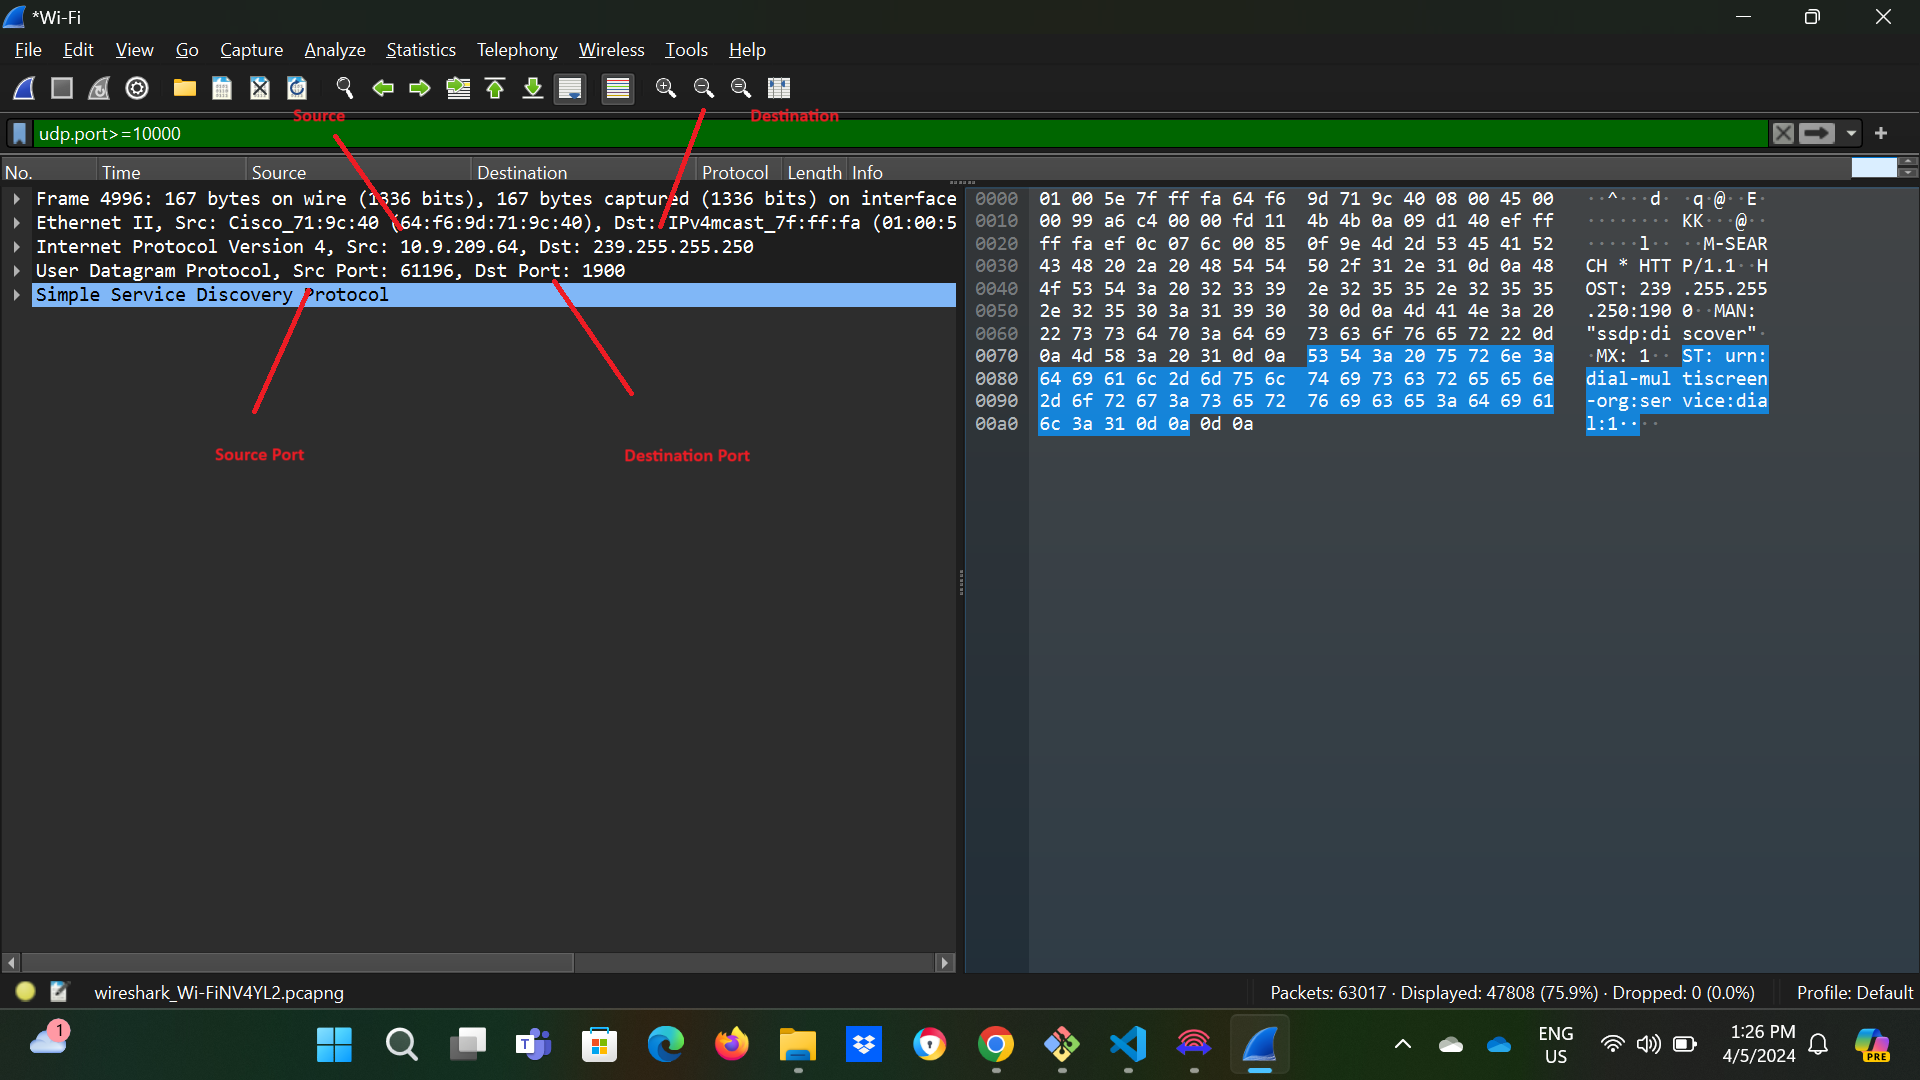 *Wi-Fi
File Edit View Go Capture Analyze Statistics Telephony Wireless Tools Help
Source Destination
udp.port>=10000
No. Time Source Destination Protocol Length Info
Frame 4996: 167 bytes on wire (1336 bits), 167 bytes captured (1336 bits) on interface
Ethernet II, Src: Cisco_71:9c:40 (64:f6:9d:71:9c:40), Dst: IPv4mcast_7f:ff:fa (01:00:5
Internet Protocol Version 4, Src: 10.9.209.64, Dst: 239.255.255.250
User Datagram Protocol, Src Port: 61196, Dst Port: 1900
Simple Service Discovery Protocol
Source Port Destination Port
0000 01 00 5e 7f ff fa 64 f6 9d 71 9c 40 08 00 45 00 ··^···d· ·q·@··E·
0010 00 99 a6 c4 00 00 fd 11 4b 4b 0a 09 d1 40 ef ff ········ KK···@··
0020 ff fa ef 0c 07 6c 00 85 0f 9e 4d 2d 53 45 41 52 ·····l·· ··M-SEAR
0030 43 48 20 2a 20 48 54 54 50 2f 31 2e 31 0d 0a 48 CH * HTT P/1.1··H
0040 4f 53 54 3a 20 32 33 39 2e 32 35 35 2e 32 35 35 OST: 239 .255.255
0050 2e 32 35 30 3a 31 39 30 30 0d 0a 4d 41 4e 3a 20 .250:190 0··MAN:
0060 22 73 73 64 70 3a 64 69 73 63 6f 76 65 72 22 0d "ssdp:di scover"·
0070 0a 4d 58 3a 20 31 0d 0a 53 54 3a 20 75 72 6e 3a ·MX: 1·· ST: urn:
0080 64 69 61 6c 2d 6d 75 6c 74 69 73 63 72 65 65 6e dial-mul tiscreen
0090 2d 6f 72 67 3a 73 65 72 76 69 63 65 3a 64 69 61 -org:ser vice:dia
00a0 6c 3a 31 0d 0a 0d 0a l:1····
wireshark_Wi-FiNV4YL2.pcapng Packets: 63017 · Displayed: 47808 (75.9%) · Dropped: 0 (0.0%) Profile: Default
1
T
PRE
ENG 1:26 PM
US 4/5/2024